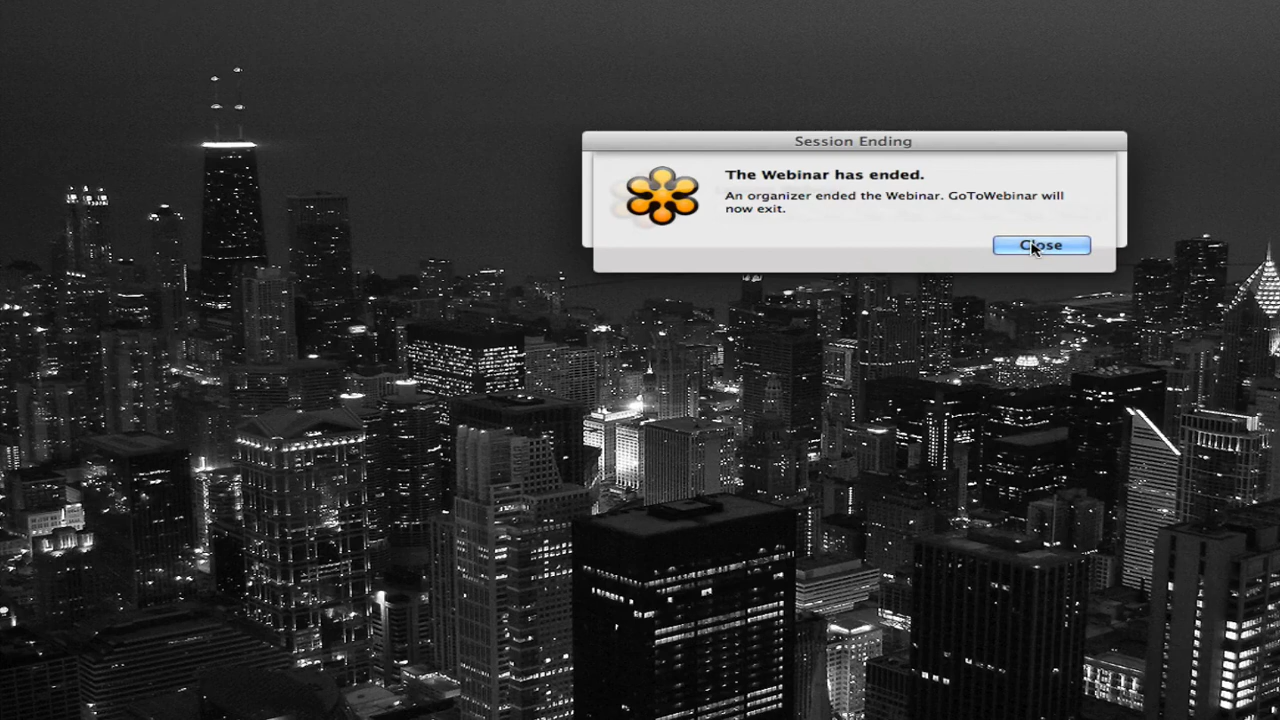 Session Ending
The Webinar has ended.
An organizer ended the Webinar. GoToWebinar will
now exit.
Close